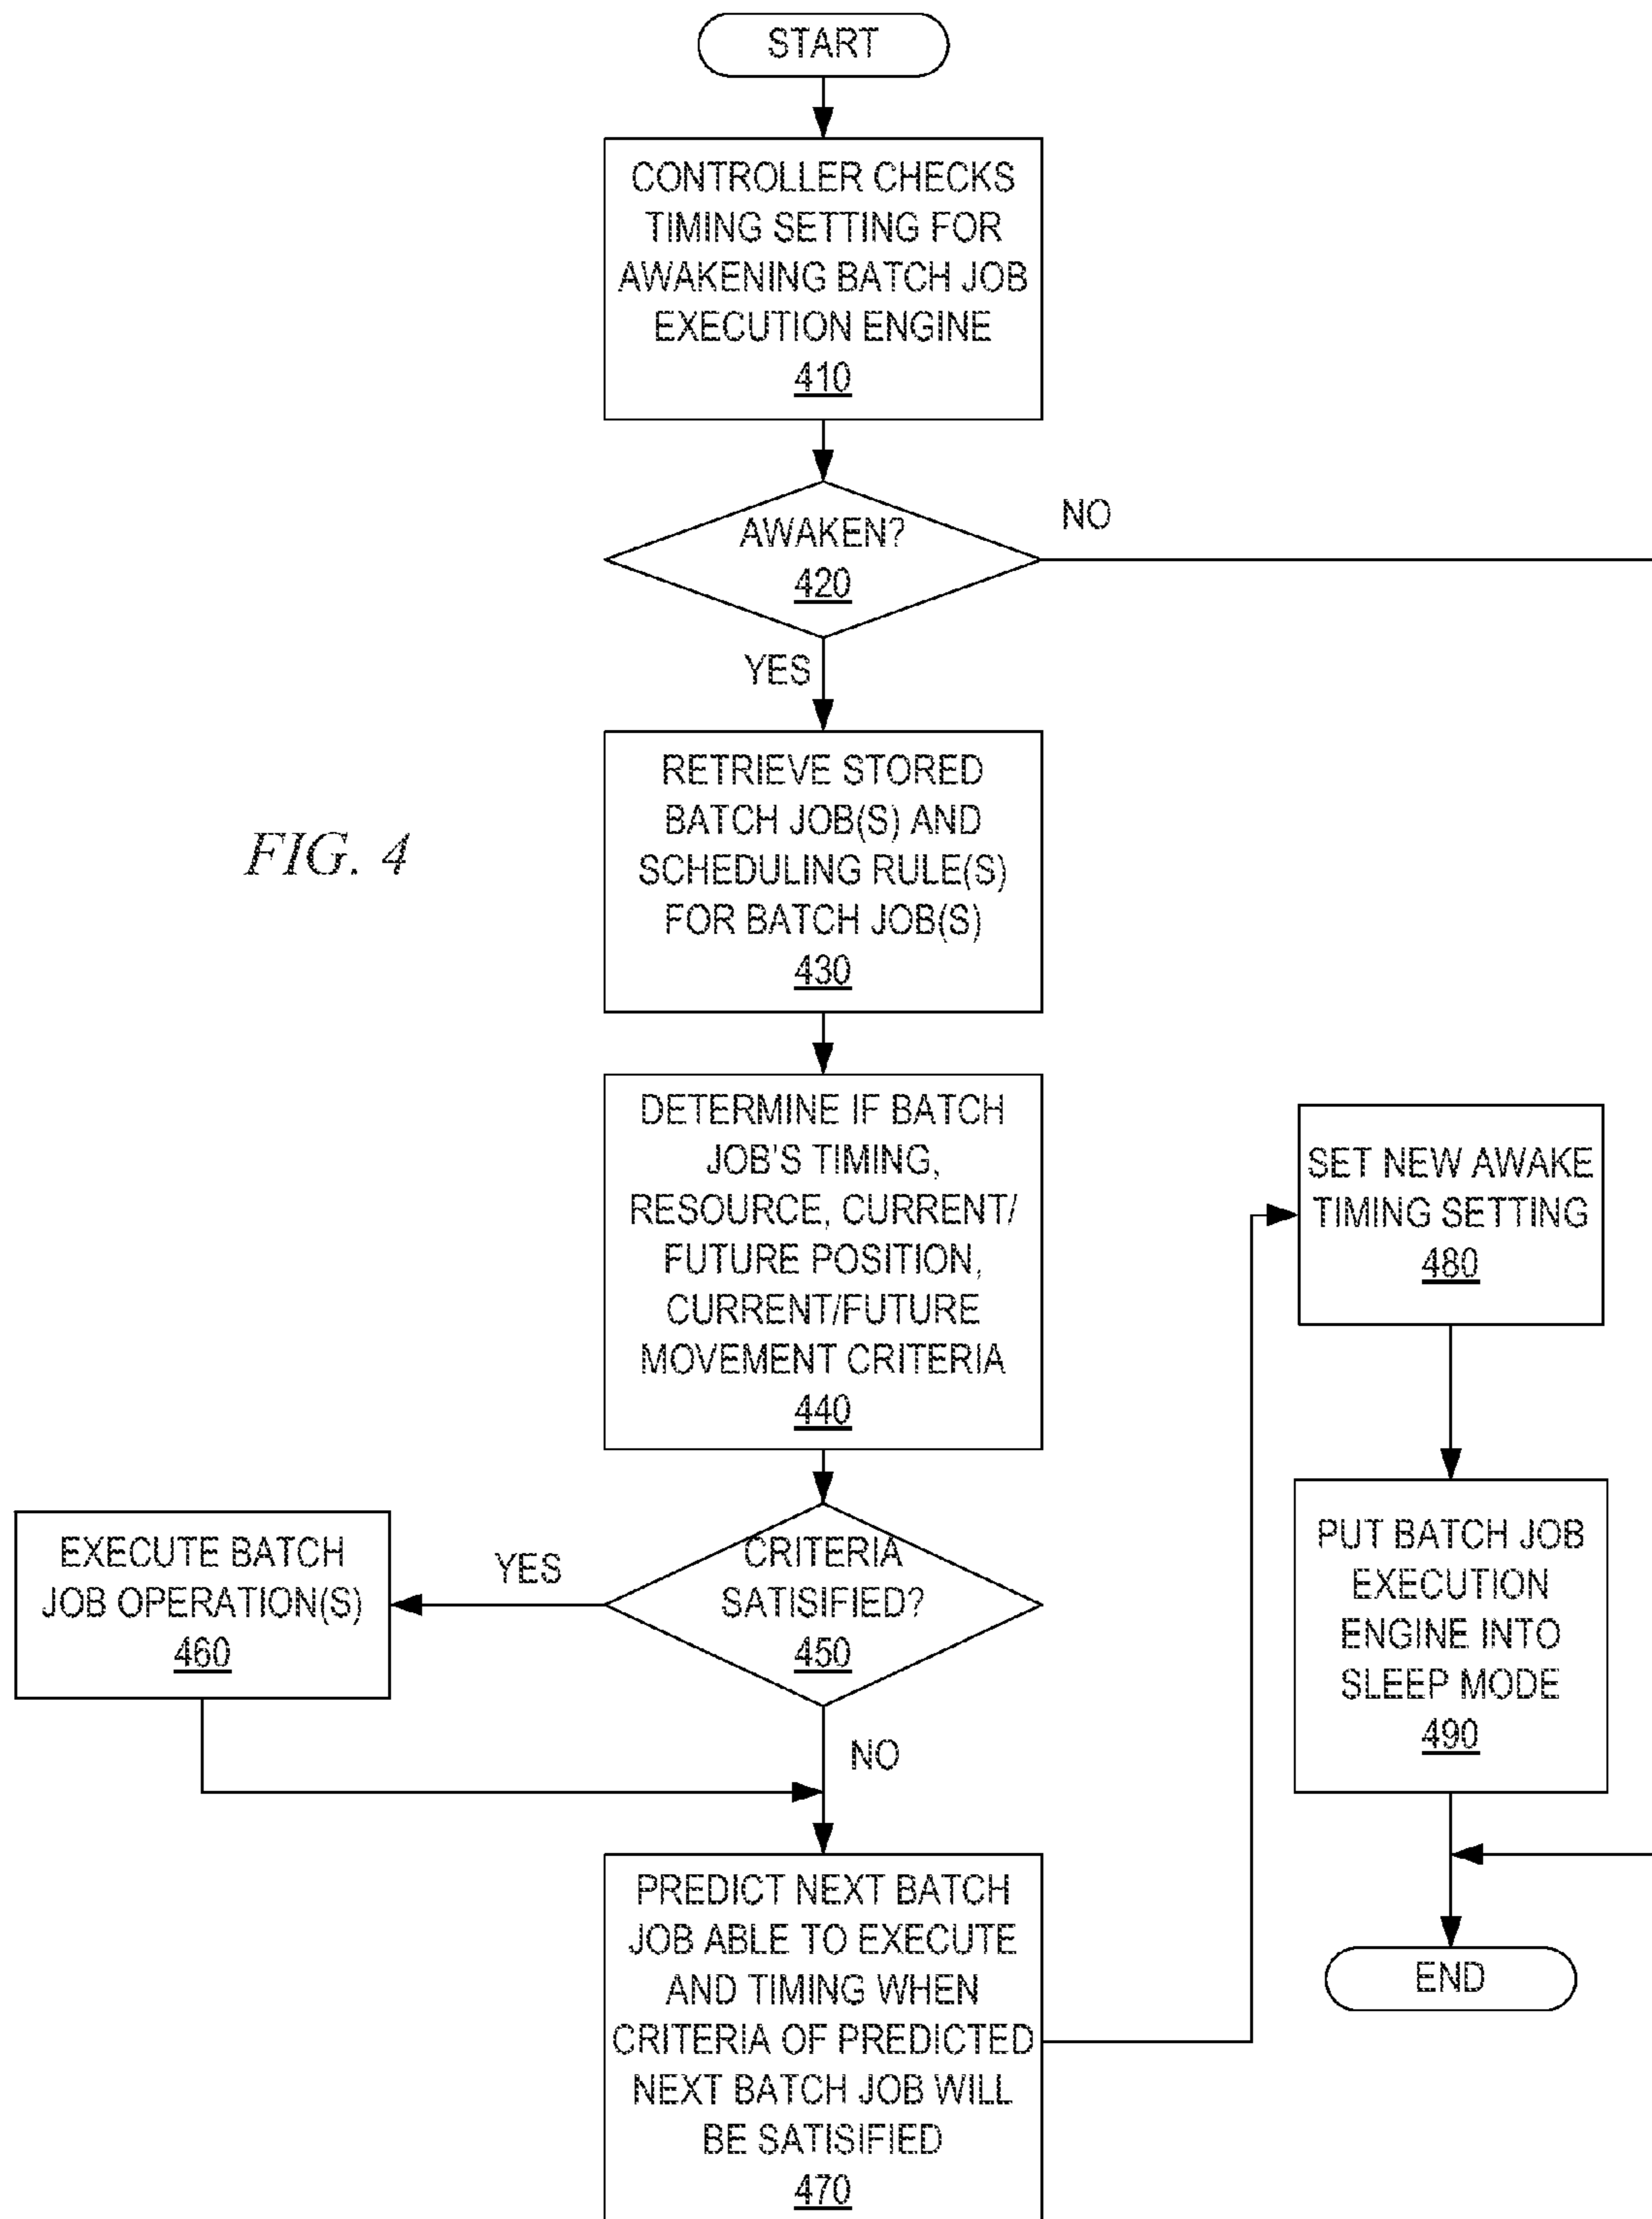 START
CONTROLLER CHECKS
TIMING SETTING FOR
AWAKENING BATCH JOB
EXECUTION ENGINE
410
AWAKEN?
420
NO
YES
RETRIEVE STORED
BATCH JOB(S) AND
SCHEDULING RULE(S)
FOR BATCH JOB(S)
430
FIG. 4
DETERMINE IF BATCH
JOB'S TIMING,
RESOURCE, CURRENT/
FUTURE POSITION,
CURRENT/FUTURE
MOVEMENT CRITERIA
440
CRITERIA
SATISIFIED?
450
YES
EXECUTE BATCH
JOB OPERATION(S)
460
NO
PREDICT NEXT BATCH
JOB ABLE TO EXECUTE
AND TIMING WHEN
CRITERIA OF PREDICTED
NEXT BATCH JOB WILL
BE SATISIFIED
470
SET NEW AWAKE
TIMING SETTING
480
PUT BATCH JOB
EXECUTION
ENGINE INTO
SLEEP MODE
490
END